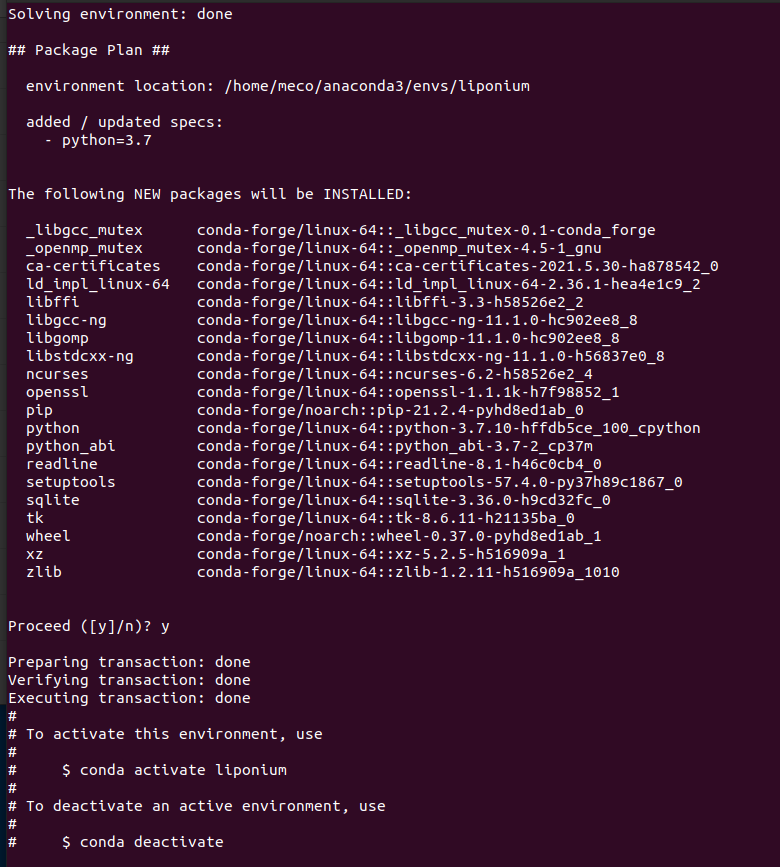 Solving environment: done
## Package Plan ##
environment location: /home/meco/anaconda3/envs/liponium
added / updated specs:
- python=3.7
The following NEW packages will be INSTALLED:
_libgcc_mutex conda-forge/linux-64::_libgcc_mutex-0.1-conda_forge
_openmp_mutex conda-forge/linux-64::_openmp_mutex-4.5-1_gnu
ca-certificates conda-forge/linux-64::ca-certificates-2021.5.30-ha878542_0
ld_impl_linux-64 conda-forge/linux-64::ld_impl_linux-64-2.36.1-hea4e1c9_2
libffi conda-forge/linux-64::libffi-3.3-h58526e2_2
libgcc-ng conda-forge/linux-64::libgcc-ng-11.1.0-hc902ee8_8
libgomp conda-forge/linux-64::libgomp-11.1.0-hc902ee8_8
libstdcxx-ng conda-forge/linux-64::libstdcxx-ng-11.1.0-h56837e0_8
ncurses conda-forge/linux-64::ncurses-6.2-h58526e2_4
openssl conda-forge/linux-64::openssl-1.1.1k-h7f98852_1
pip conda-forge/noarch::pip-21.2.4-pyhd8ed1ab_0
python conda-forge/linux-64::python-3.7.10-hffdb5ce_100_cpython
python_abi conda-forge/linux-64::python_abi-3.7-2_cp37m
readline conda-forge/linux-64::readline-8.1-h46c0cb4_0
setuptools conda-forge/linux-64::setuptools-57.4.0-py37h89c1867_0
sqlite conda-forge/linux-64::sqlite-3.36.0-h9cd32fc_0
tk conda-forge/linux-64::tk-8.6.11-h21135ba_0
wheel conda-forge/noarch::wheel-0.37.0-pyhd8ed1ab_1
xz conda-forge/linux-64::xz-5.2.5-h516909a_1
zlib conda-forge/linux-64::zlib-1.2.11-h516909a_1010
Proceed ([y]/n)? y
Preparing transaction: done
Verifying transaction: done
Executing transaction: done
#
# To activate this environment, use
#
# $ conda activate liponium
#
# To deactivate an active environment, use
#
# $ conda deactivate